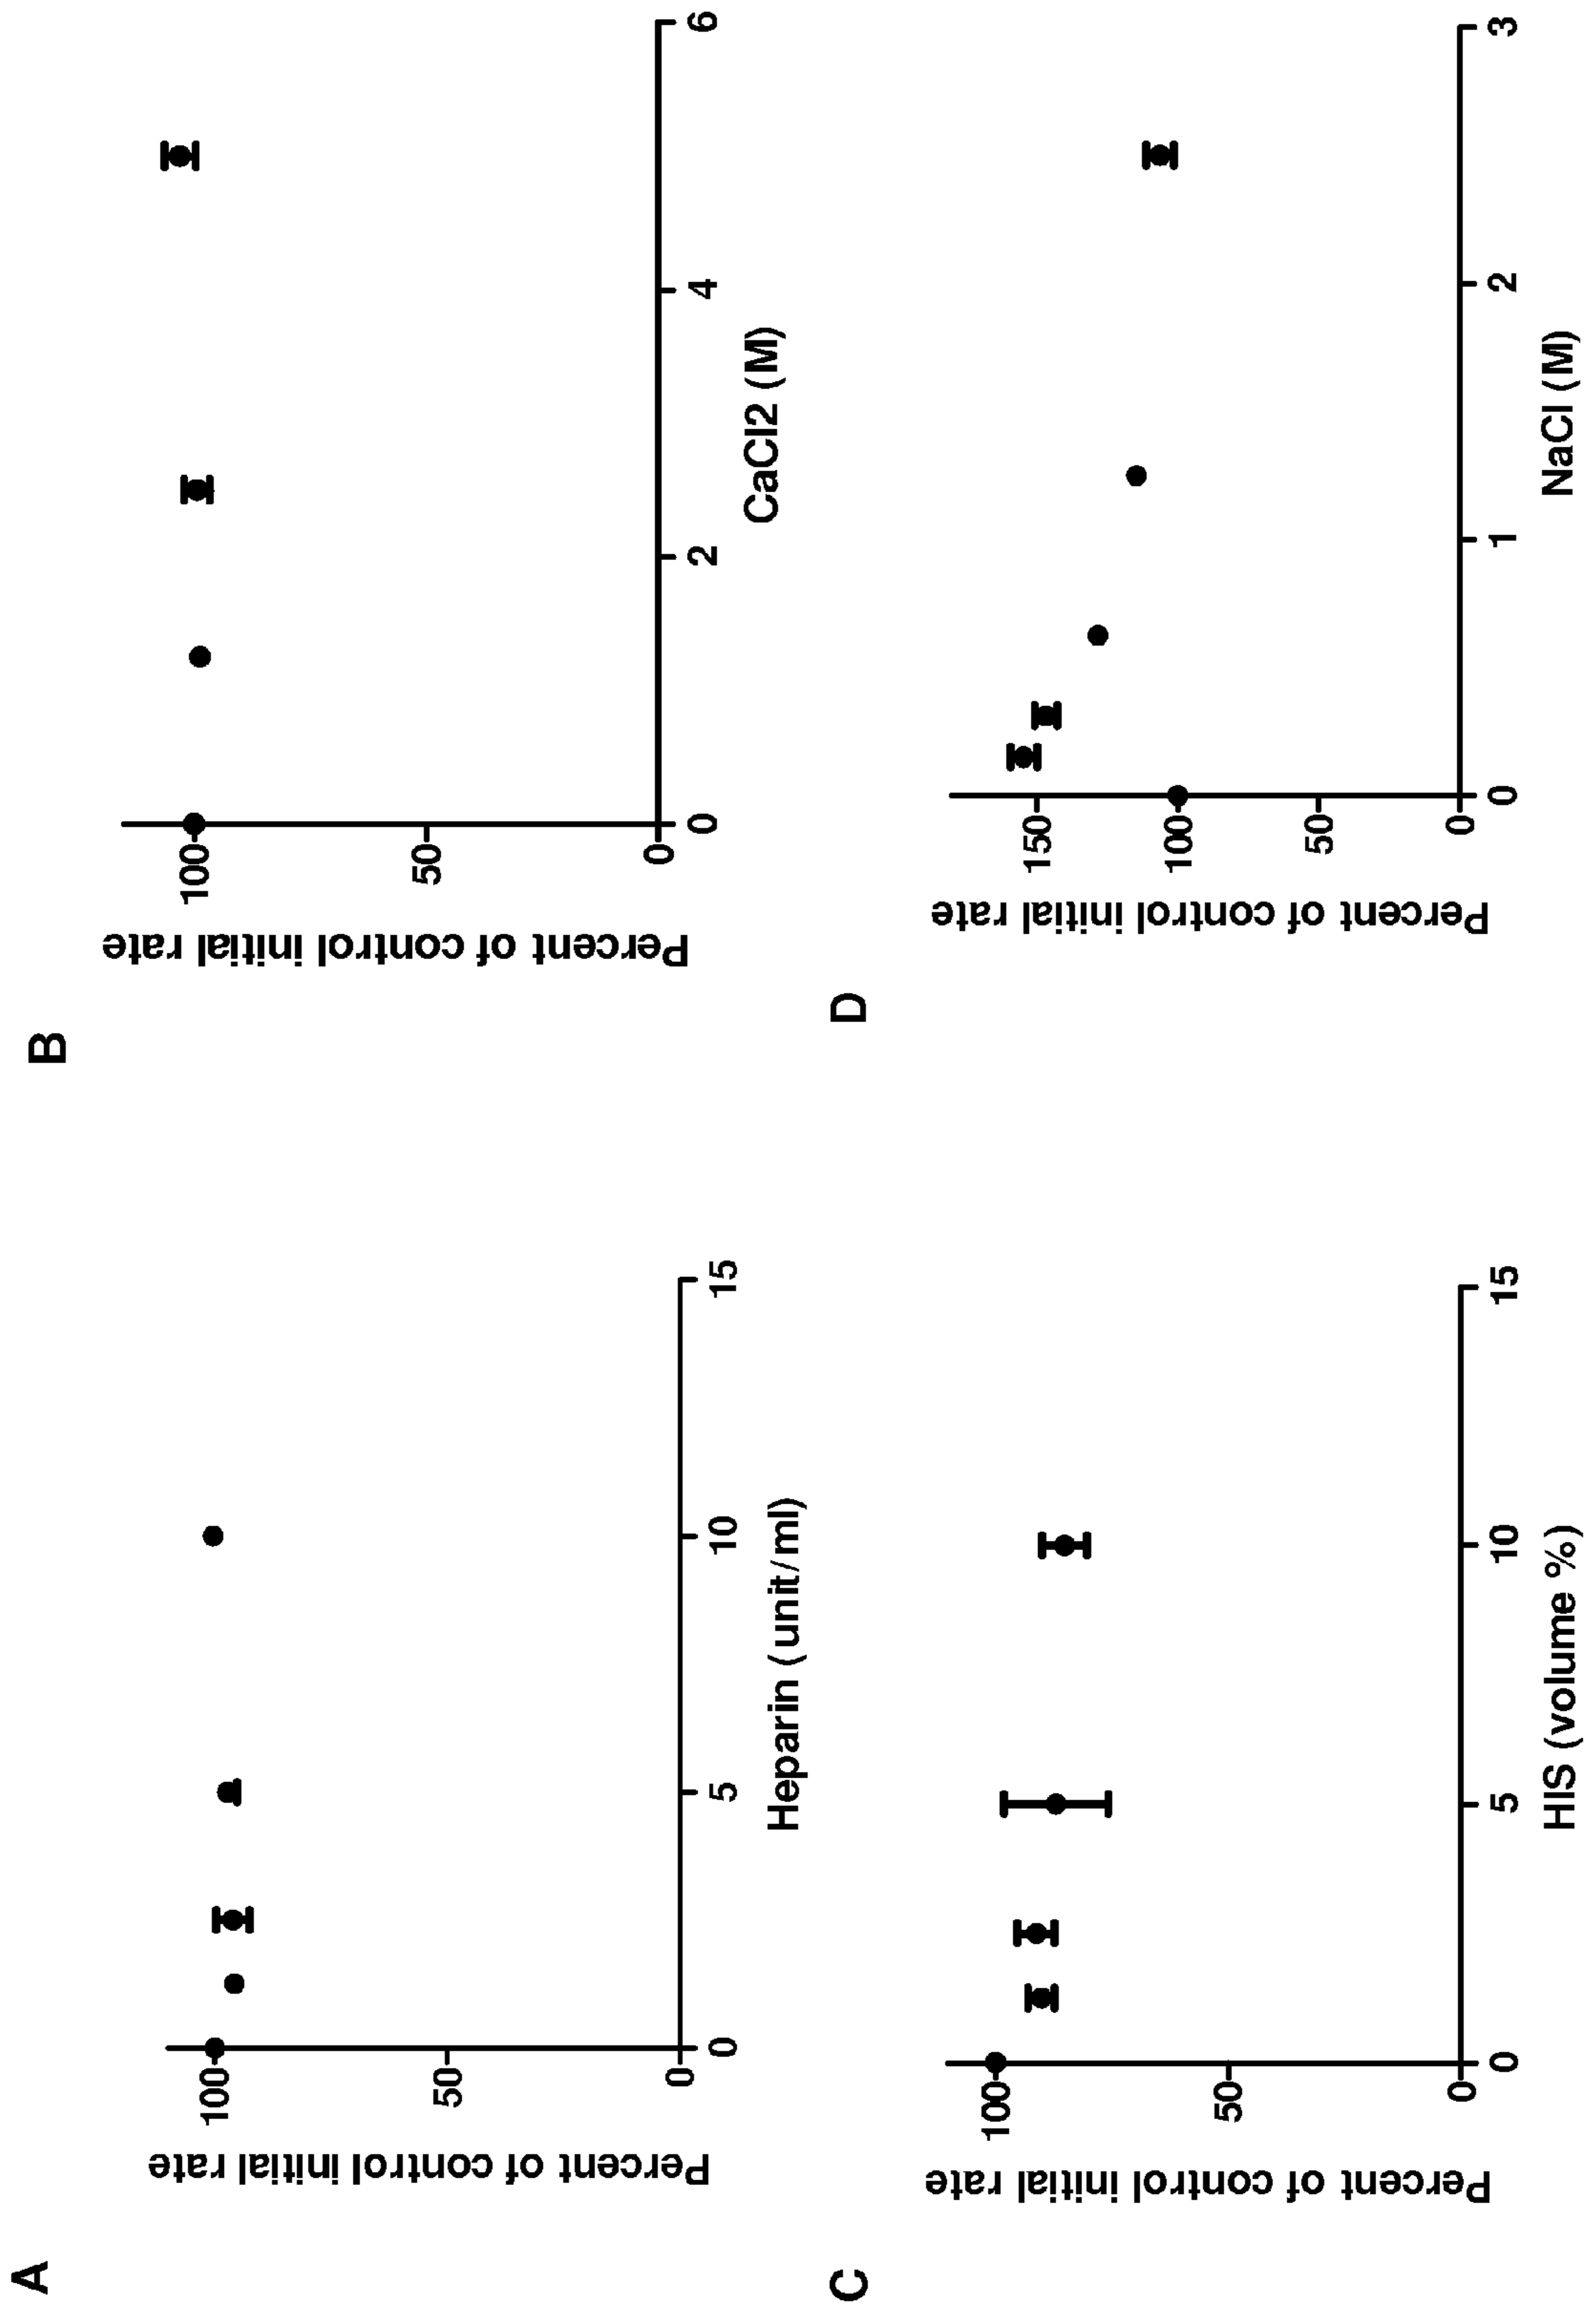 A
Percent of control initial rate
100
50
0
0
5
10
15
Heparin (unit/ml)
B
Percent of control initial rate
100
50
0
0
2
4
6
CaCl2 (M)
C
Percent of control initial rate
100
50
0
0
5
10
15
HIS (volume %)
D
Percent of control initial rate
150
100
50
0
0
1
2
3
NaCl (M)